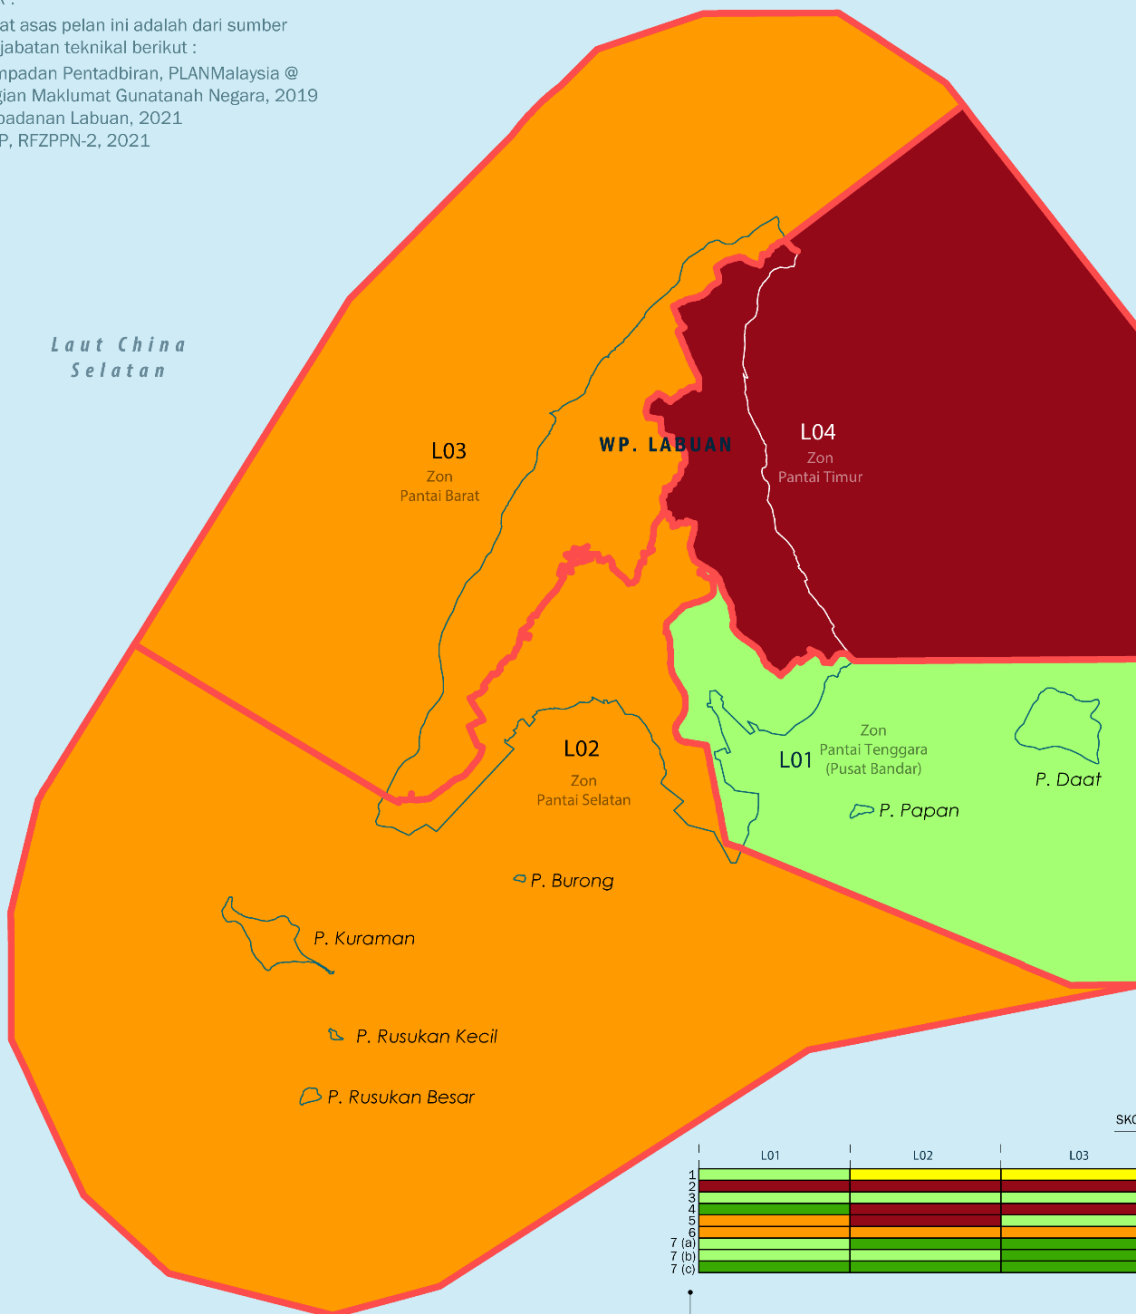 at asas pelan ini adalah dari sumber
jabatan teknikal berikut :
npadan Pentadbiran, PLANMalaysia @
gian Maklumat Gunatanah Negara, 2019
padanan Labuan, 2021
P, RFZPPN-2, 2021
Laut China
Selatan
L03
Zon
Pantai Barat
WP. LABUAN
L04
Zon
Pantai Timur
L02
Zon
Pantai Selatan
L01
Zon
Pantai Tenggara
(Pusat Bandar)
P. Daat
P. Papan
P. Burong
P. Kuraman
P. Rusukan Kecil
P. Rusukan Besar
SKO
L01 L02 L03
1
2
3
4
5
6
7 (a)
7 (b)
7 (c)